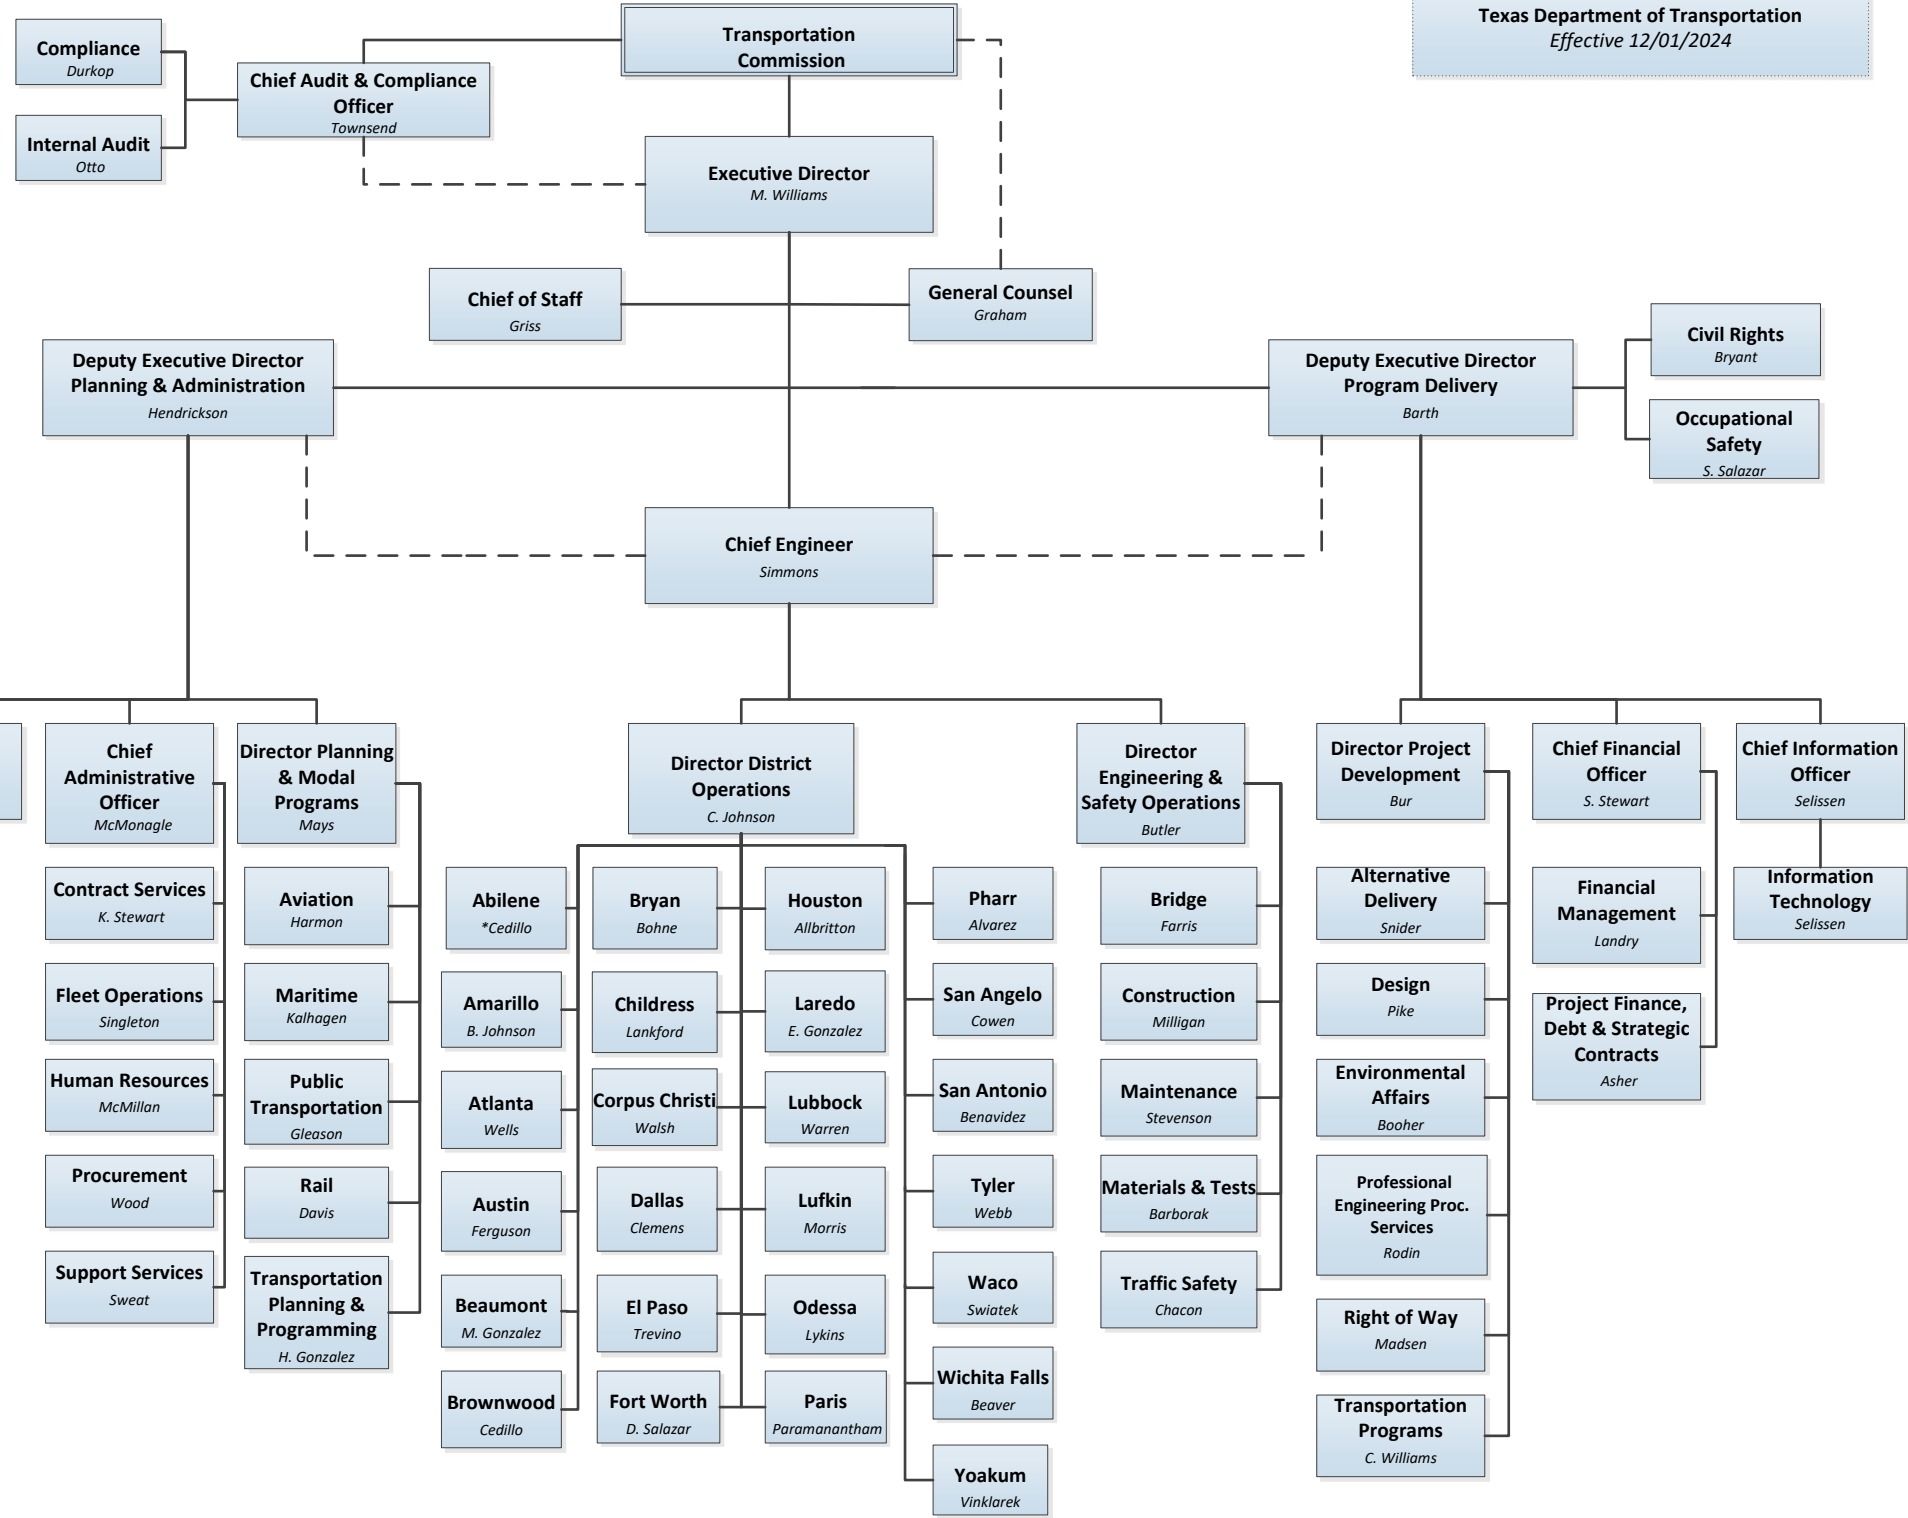 Texas Department of Transportation
Effective 12/01/2024
Transportation
Commission
Compliance
Durkop
Chief Audit & Compliance
Officer
Townsend
Internal Audit
Otto
Executive Director
M. Williams
Chief of Staff
Griss
General Counsel
Graham
Deputy Executive Director
Planning & Administration
Hendrickson
Deputy Executive Director
Program Delivery
Barth
Civil Rights
Bryant
Occupational
Safety
S. Salazar
Chief Engineer
Simmons
Chief
Administrative
Officer
McMonagle
Contract Services
K. Stewart
Fleet Operations
Singleton
Human Resources
McMillan
Procurement
Wood
Support Services
Sweat
Director Planning
& Modal
Programs
Mays
Aviation
Harmon
Maritime
Kalhagen
Public
Transportation
Gleason
Rail
Davis
Transportation
Planning &
Programming
H. Gonzalez
Director District
Operations
C. Johnson
Abilene
*Cedillo
Amarillo
B. Johnson
Atlanta
Wells
Austin
Ferguson
Beaumont
M. Gonzalez
Brownwood
Cedillo
Bryan
Bohne
Childress
Lankford
Corpus Christi
Walsh
Dallas
Clemens
El Paso
Trevino
Fort Worth
D. Salazar
Houston
Allbritton
Laredo
E. Gonzalez
Lubbock
Warren
Lufkin
Morris
Odessa
Lykins
Paris
Paramanantham
Pharr
Alvarez
San Angelo
Cowen
San Antonio
Benavidez
Tyler
Webb
Waco
Swiatek
Wichita Falls
Beaver
Yoakum
Vinklarek
Director
Engineering &
Safety Operations
Butler
Bridge
Farris
Construction
Milligan
Maintenance
Stevenson
Materials & Tests
Barborak
Traffic Safety
Chacon
Director Project
Development
Bur
Alternative
Delivery
Snider
Design
Pike
Environmental
Affairs
Booher
Professional
Engineering Proc.
Services
Rodin
Right of Way
Madsen
Transportation
Programs
C. Williams
Chief Financial
Officer
S. Stewart
Financial
Management
Landry
Project Finance,
Debt & Strategic
Contracts
Asher
Chief Information
Officer
Selissen
Information
Technology
Selissen